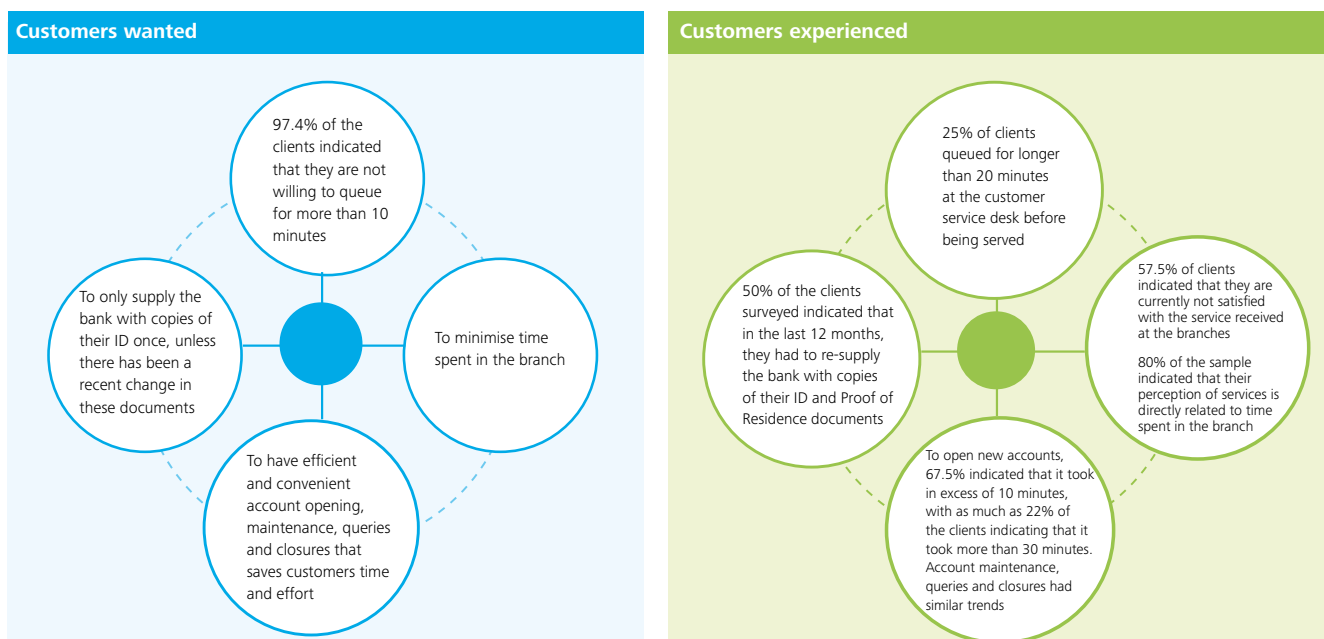 Customers wanted
97.4% of the
clients indicated
that they are not
willing to queue
for more than 10
minutes
To only supply the
bank with copies of
their ID once, unless
there has been a
recent change in
these documents
To minimise time
spent in the branch
To have efficient
and convenient
account opening,
maintenance, queries
and closures that
saves customers time
and effort
Customers experienced
25% of clients
queued for longer
than 20 minutes
at the customer
service desk before
being served
50% of the clients
surveyed indicated that
in the last 12 months,
they had to re-supply
the bank with copies
of their ID and Proof of
Residence documents
57.5% of clients
indicated that they are
currently not satisfied
with the service received
at the branches
80% of the sample
indicated that their
perception of services is
directly related to time
spent in the branch
To open new accounts,
67.5% indicated that it took
in excess of 10 minutes,
with as much as 22% of
the clients indicating that it
took more than 30 minutes.
Account maintenance,
queries and closures had
similar trends